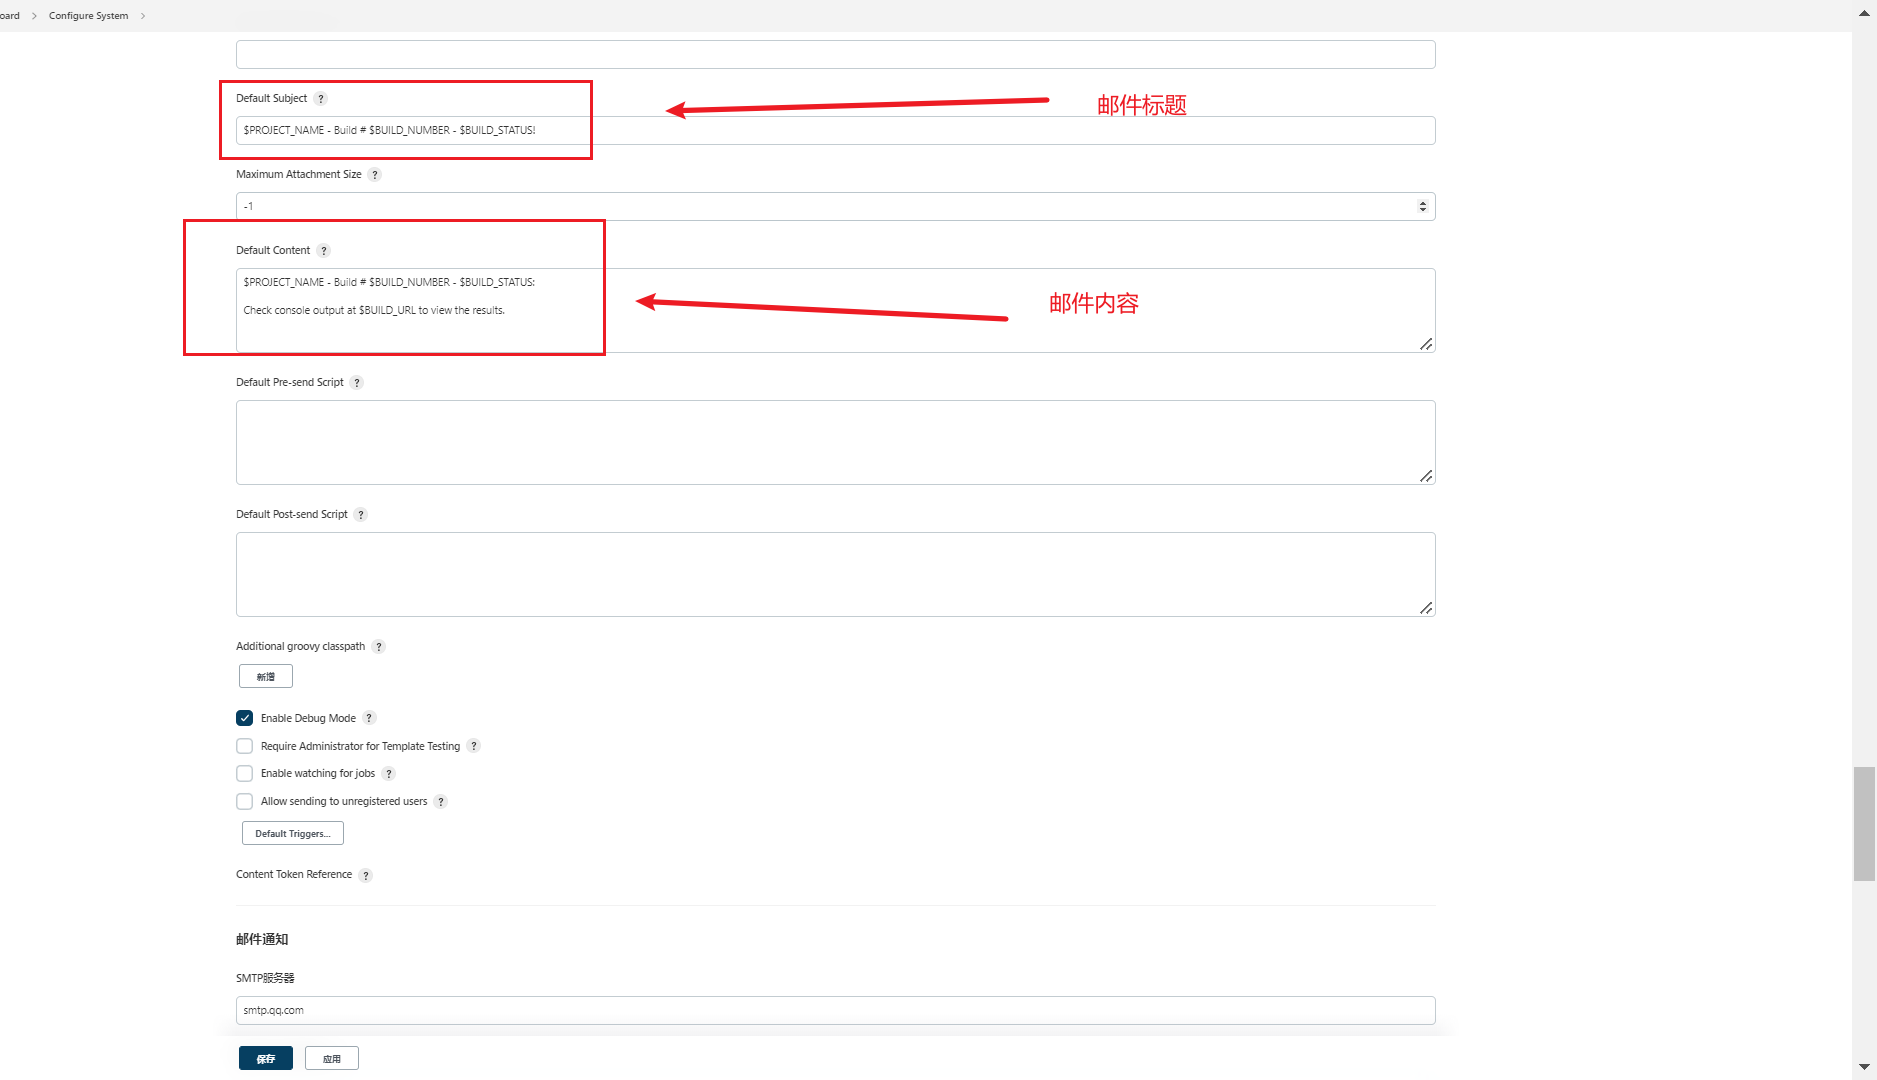 oard > Configure System >
Default Subject ?
邮件标题
$PROJECT_NAME - Build # $BUILD_NUMBER - $BUILD_STATUS!
Maximum Attachment Size ?
-1
Default Content ?
$PROJECT_NAME - Build # $BUILD_NUMBER - $BUILD_STATUS:
Check console output at $BUILD_URL to view the results.
邮件内容
Default Pre-send Script ?
Default Post-send Script ?
Additional groovy classpath ?
新增
Enable Debug Mode ?
Require Administrator for Template Testing ?
Enable watching for jobs ?
Allow sending to unregistered users ?
Default Triggers...
Content Token Reference ?
邮件通知
SMTP服务器
smtp.qq.com
保存 应用